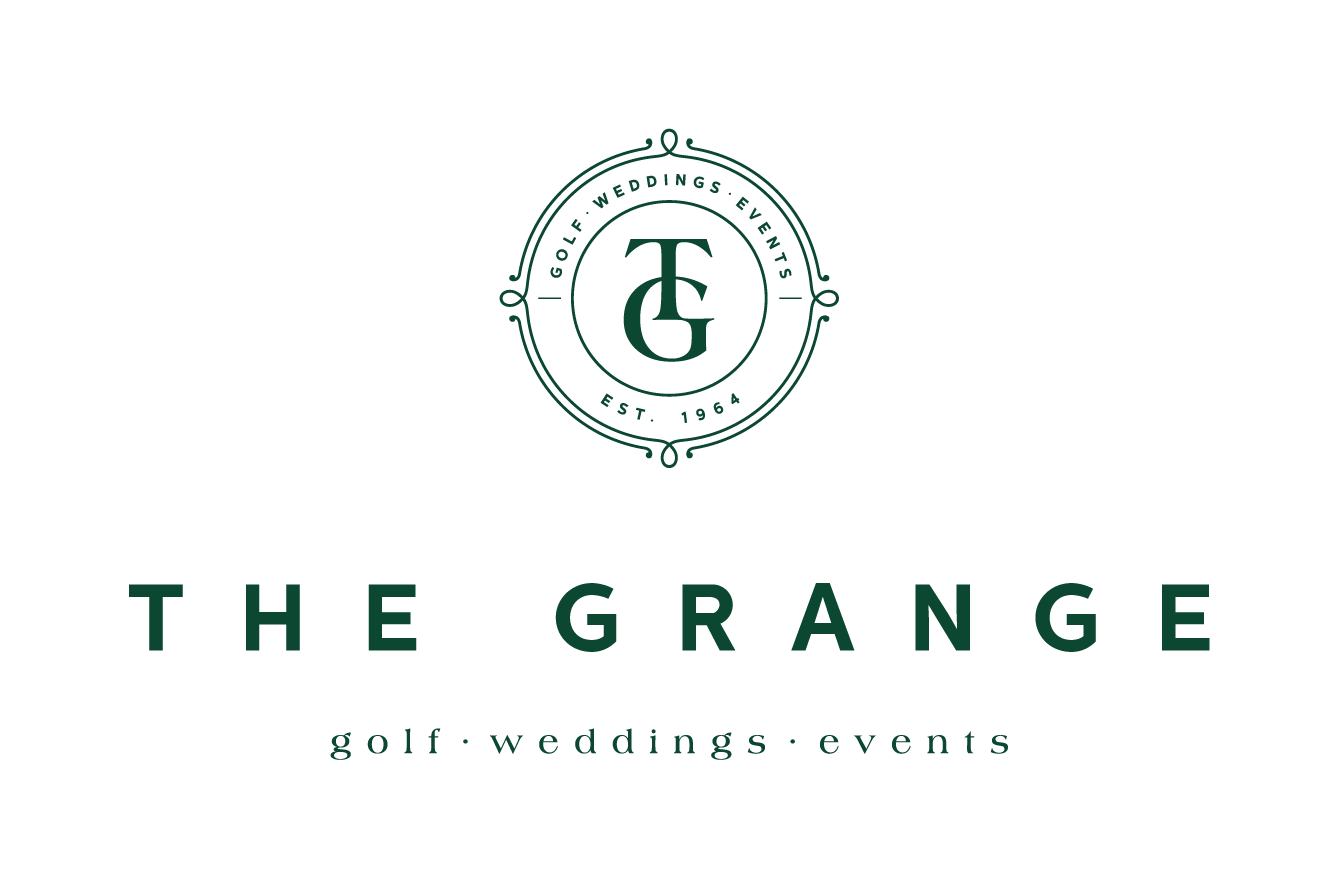 GOLF · WEDDINGS · EVENTS
TG
EST. 1964
THE GRANGE
golf · weddings · events